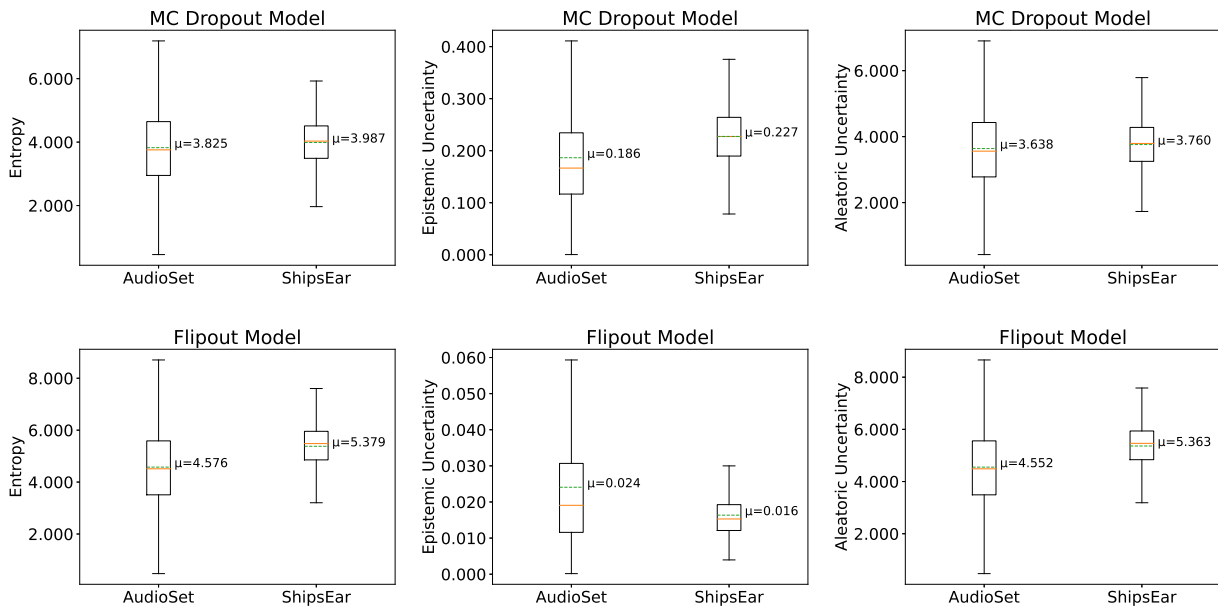 MC Dropout Model
Entropy
6.000
4.000
2.000
μ=3.825
μ=3.987
AudioSet
ShipsEar
MC Dropout Model
Epistemic Uncertainty
0.400
0.300
0.200
0.100
0.000
μ=0.186
μ=0.227
AudioSet
ShipsEar
MC Dropout Model
Aleatoric Uncertainty
6.000
4.000
2.000
μ=3.638
μ=3.760
AudioSet
ShipsEar
Flipout Model
Entropy
8.000
6.000
4.000
2.000
μ=4.576
μ=5.379
AudioSet
ShipsEar
Flipout Model
Epistemic Uncertainty
0.060
0.050
0.040
0.030
0.020
0.010
0.000
μ=0.024
μ=0.016
AudioSet
ShipsEar
Flipout Model
Aleatoric Uncertainty
8.000
6.000
4.000
2.000
μ=4.552
μ=5.363
AudioSet
ShipsEar